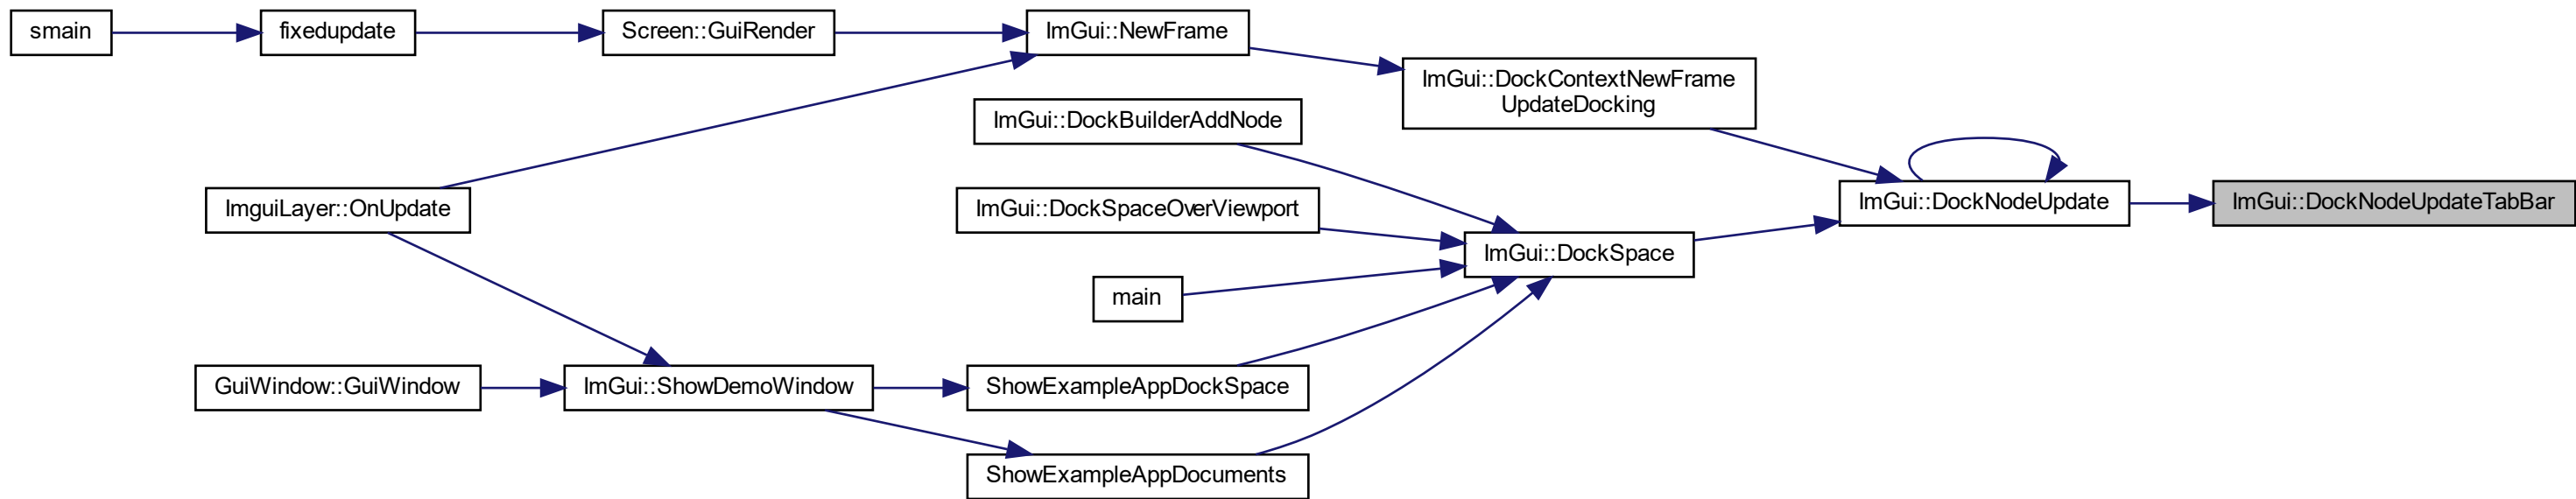 smain
fixedupdate
Screen::GuiRender
ImGui::NewFrame
ImGui::DockContextNewFrame
UpdateDocking
ImGui::DockBuilderAddNode
ImguiLayer::OnUpdate
ImGui::DockSpaceOverViewport
ImGui::DockNodeUpdate
ImGui::DockNodeUpdateTabBar
ImGui::DockSpace
main
GuiWindow::GuiWindow
ImGui::ShowDemoWindow
ShowExampleAppDockSpace
ShowExampleAppDocuments